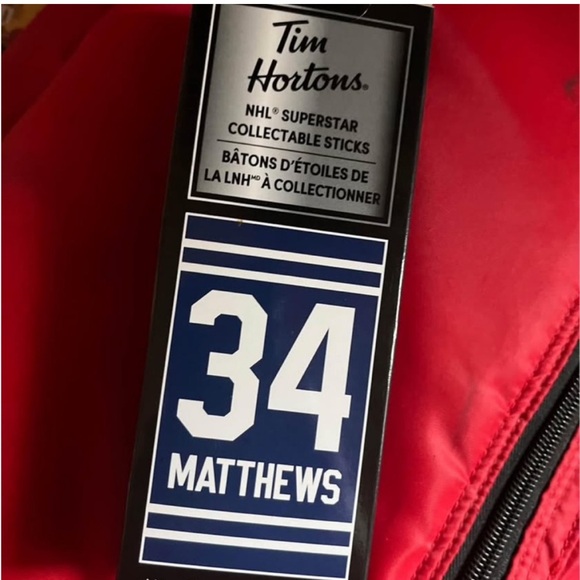 Tim
Hortons®
NHL® SUPERSTAR
COLLECTABLE STICKS
BÂTONS D'ÉTOILES DE
LA LNHᴹᴰ À COLLECTIONNER
34
MATTHEWS